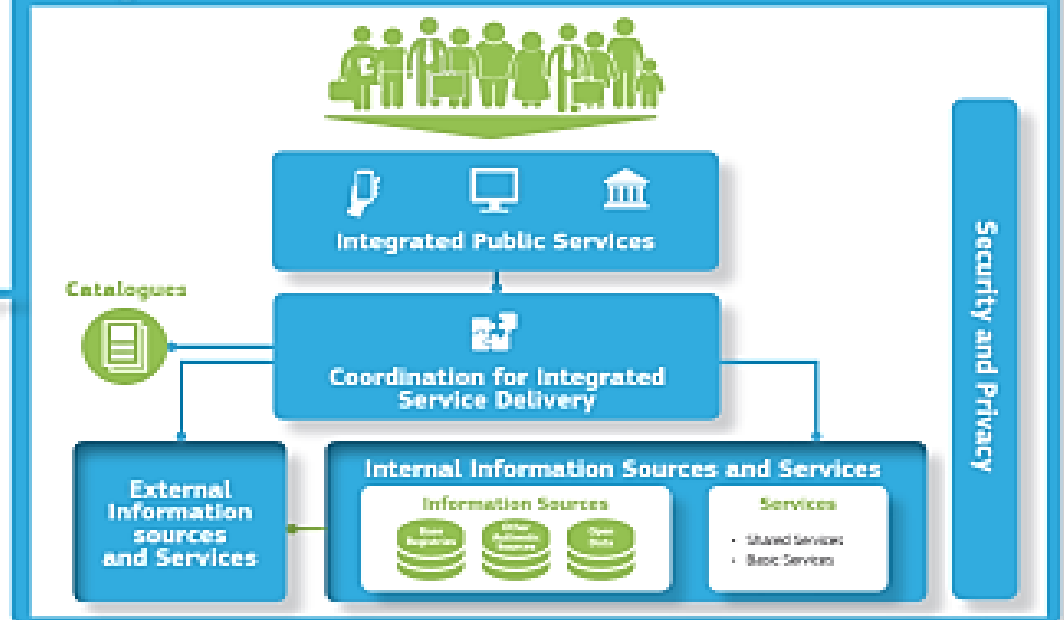 Integrated Public Services
Catalogues
Coordination for Integrated
Service Delivery
Security and Privacy
External
Information
sources
and Services
Internal Information Sources and Services
Information Sources
Base
Registries
Other
Authentic
Sources
Open
Data
Services
• Shared Services
• Basic Services